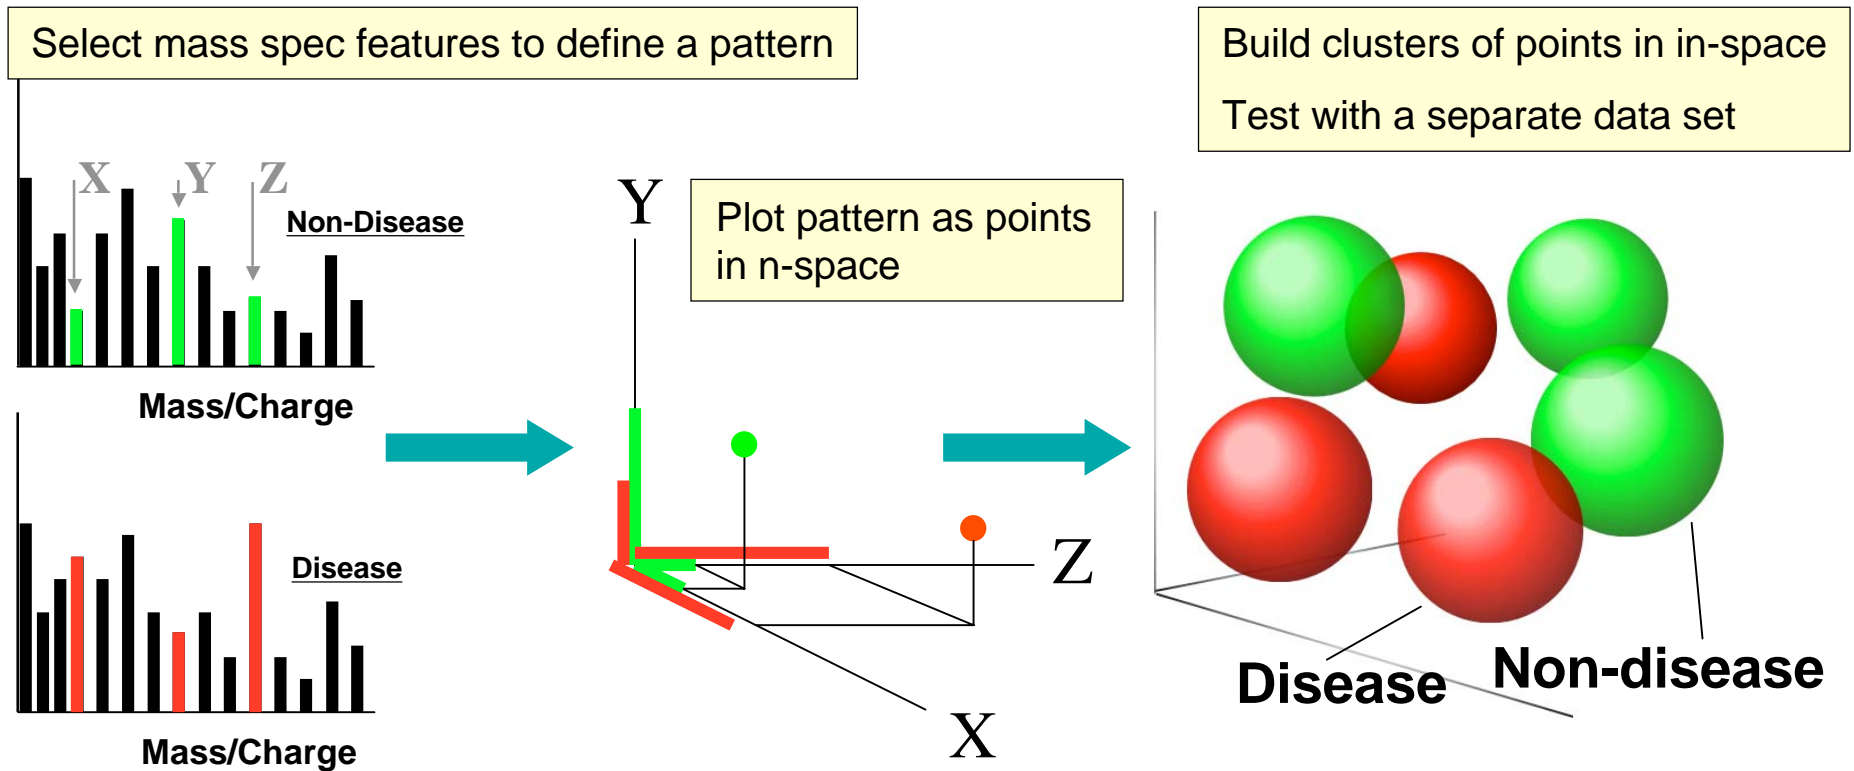 Select mass spec features to define a pattern
X Y Z
Non-Disease
Mass/Charge
Disease
Mass/Charge
Y
Plot pattern as points
in n-space
Z
X
Build clusters of points in in-space
Test with a separate data set
Disease
Non-disease